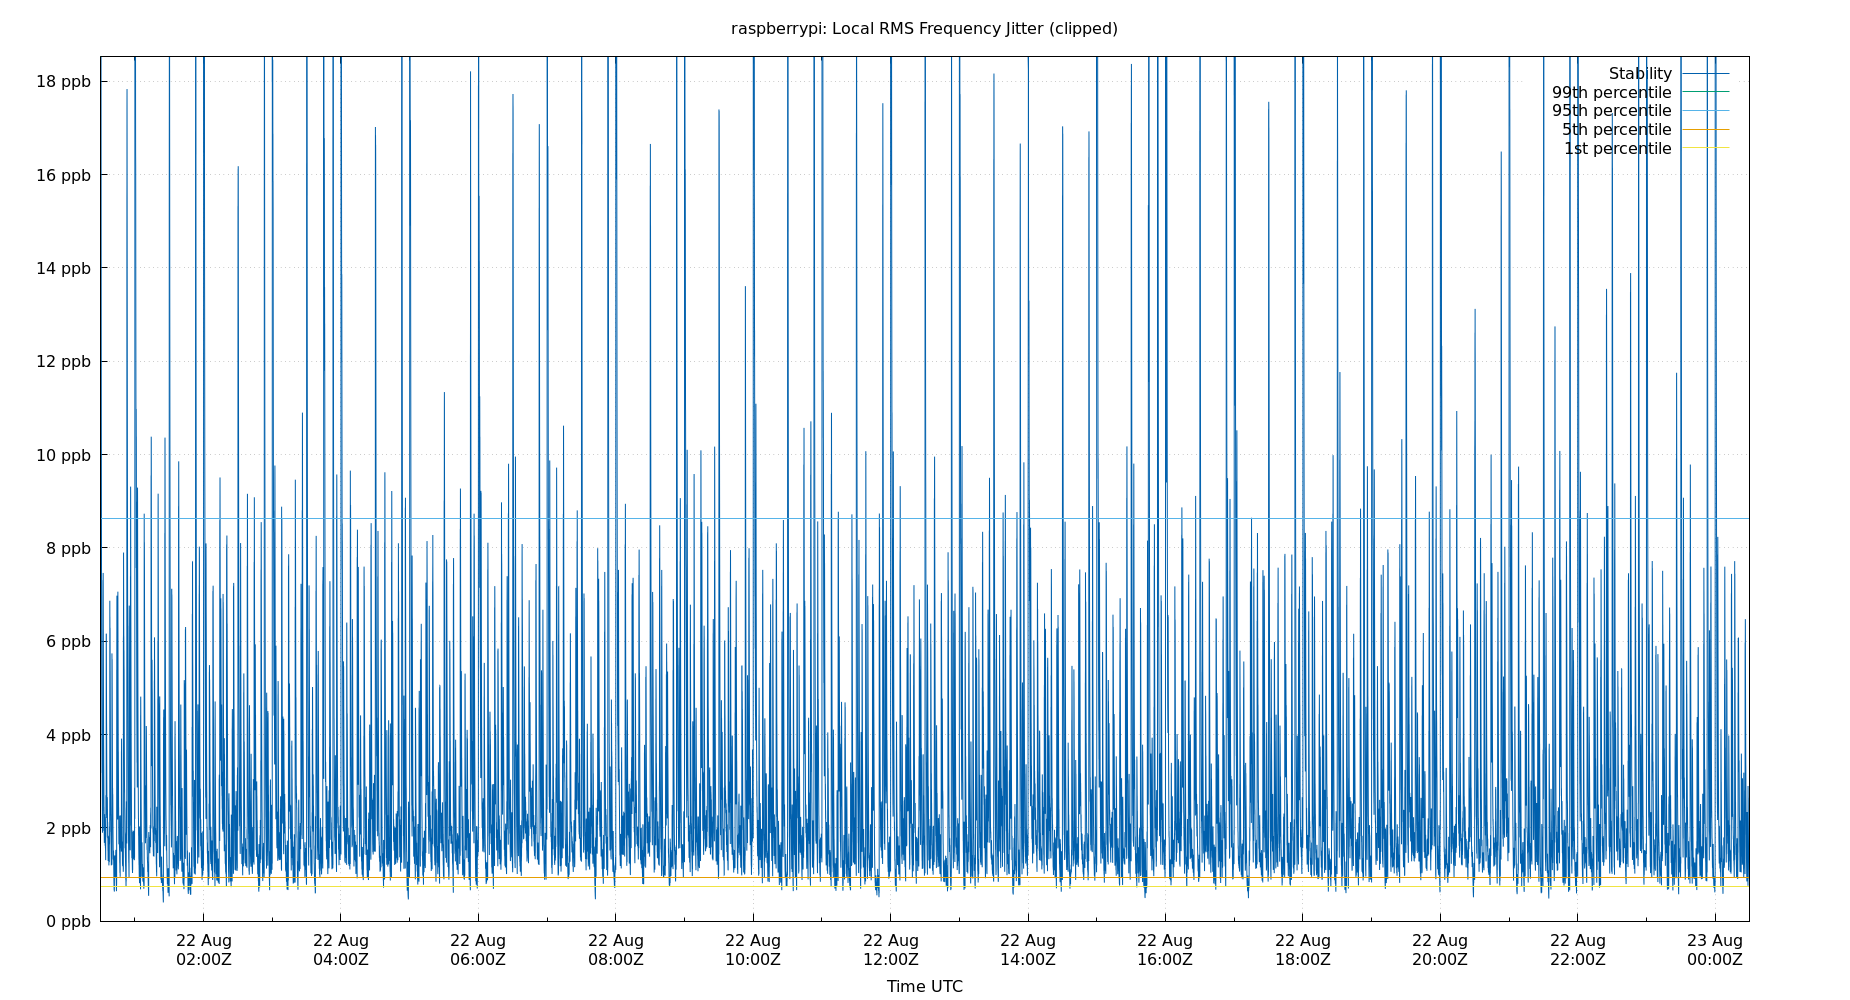 raspberrypi: Local RMS Frequency Jitter (clipped)
18 ppb
16 ppb
14 ppb
12 ppb
10 ppb
8 ppb
6 ppb
4 ppb
2 ppb
0 ppb
Stability
99th percentile
95th percentile
5th percentile
1st percentile
22 Aug 22 Aug 22 Aug 22 Aug 22 Aug 22 Aug 22 Aug 22 Aug 22 Aug 22 Aug 22 Aug 23 Aug
02:00Z 04:00Z 06:00Z 08:00Z 10:00Z 12:00Z 14:00Z 16:00Z 18:00Z 20:00Z 22:00Z 00:00Z
Time UTC